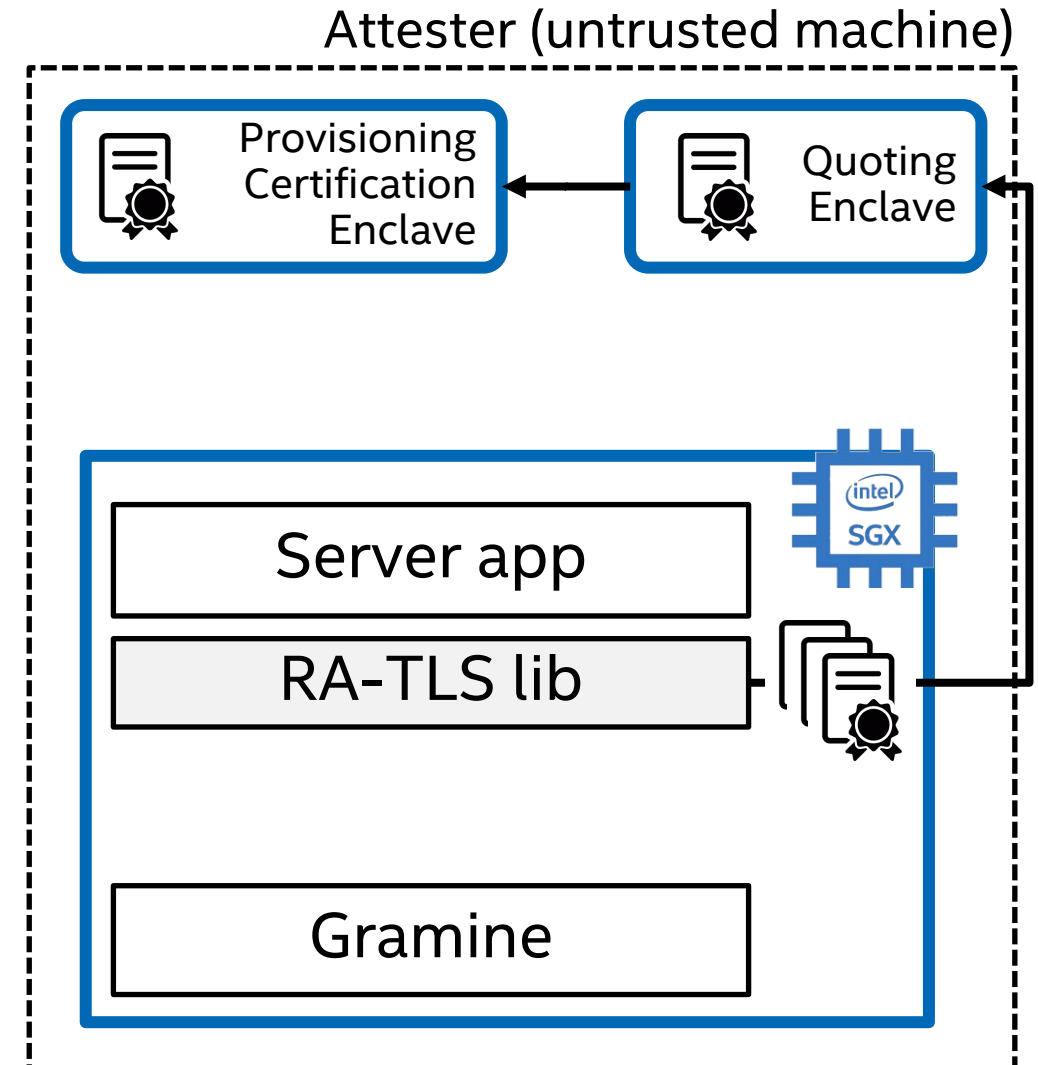 Attester (untrusted machine)
Provisioning
Certification
Enclave
Quoting
Enclave
intel
SGX
Server app
RA-TLS lib
Gramine